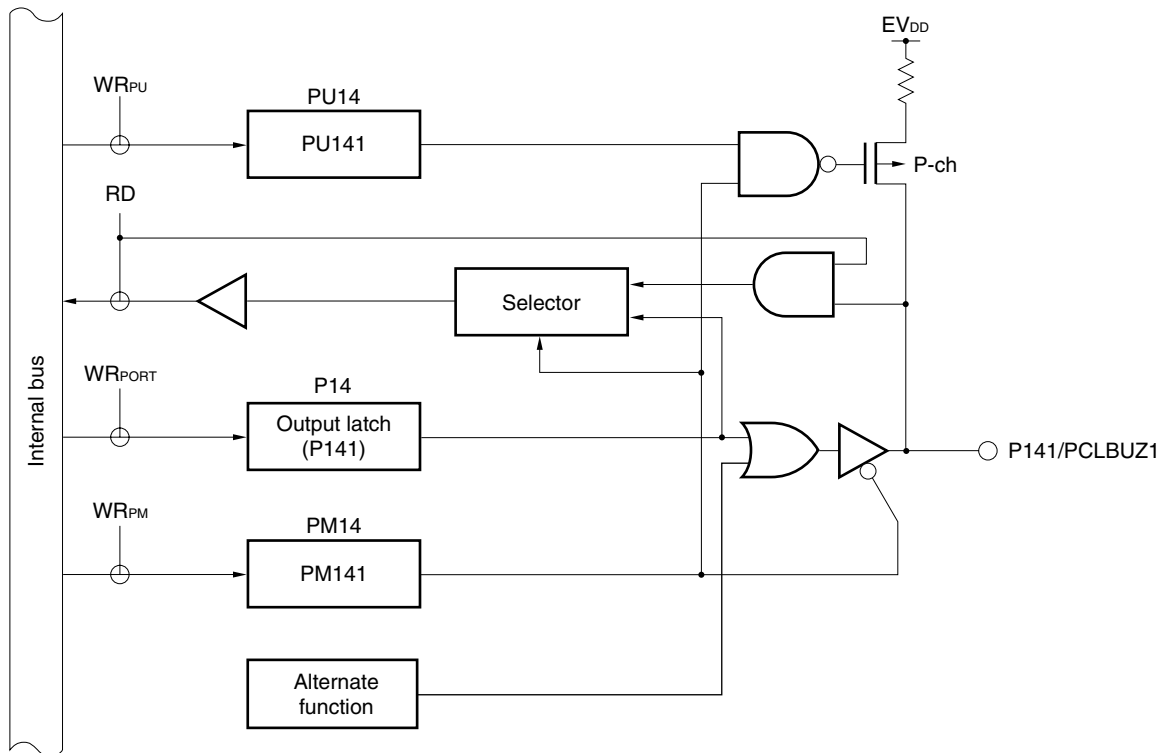 EVDD
WRPU
PU14
PU141
P-ch
RD
Selector
WRPORT
P14
Output latch
(P141)
P141/PCLBUZ1
WRPM
PM14
PM141
Alternate
function
Internal bus